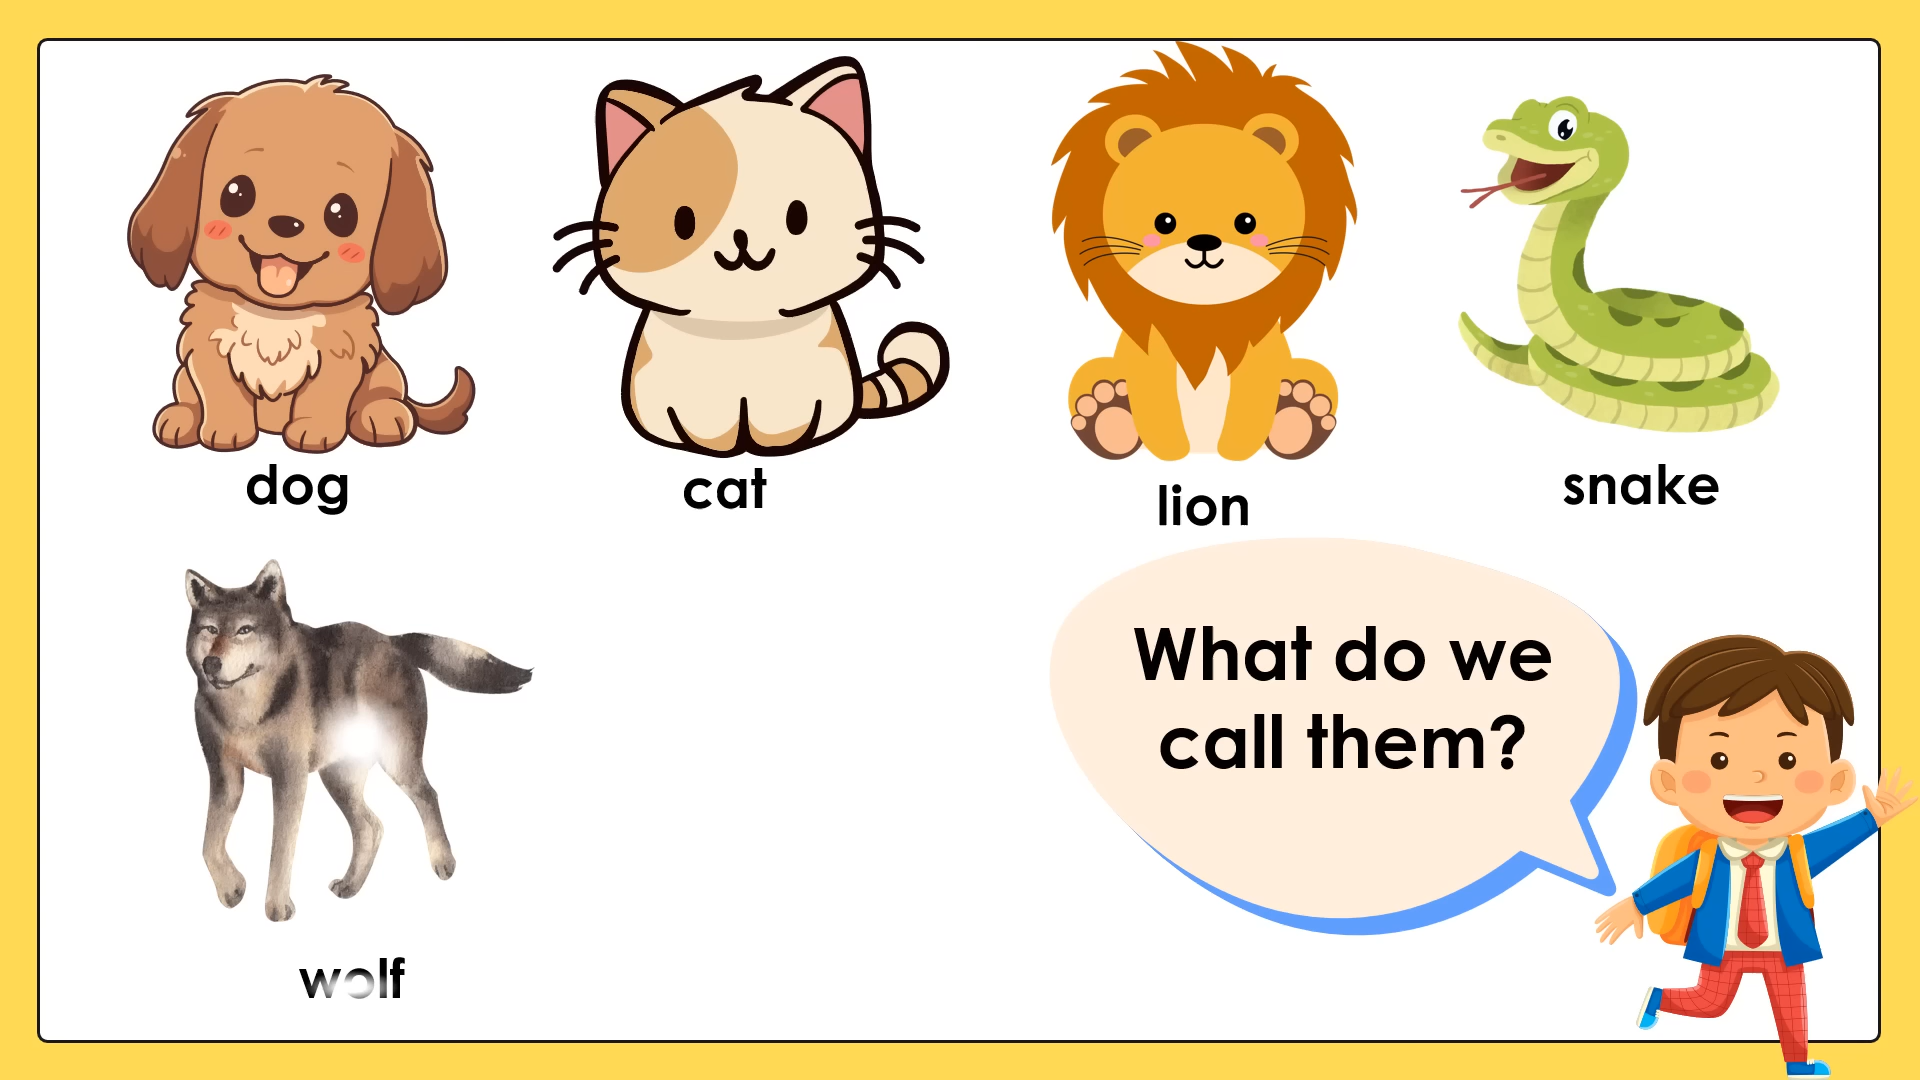 dog
cat
lion
snake
What do we
call them?
wolf